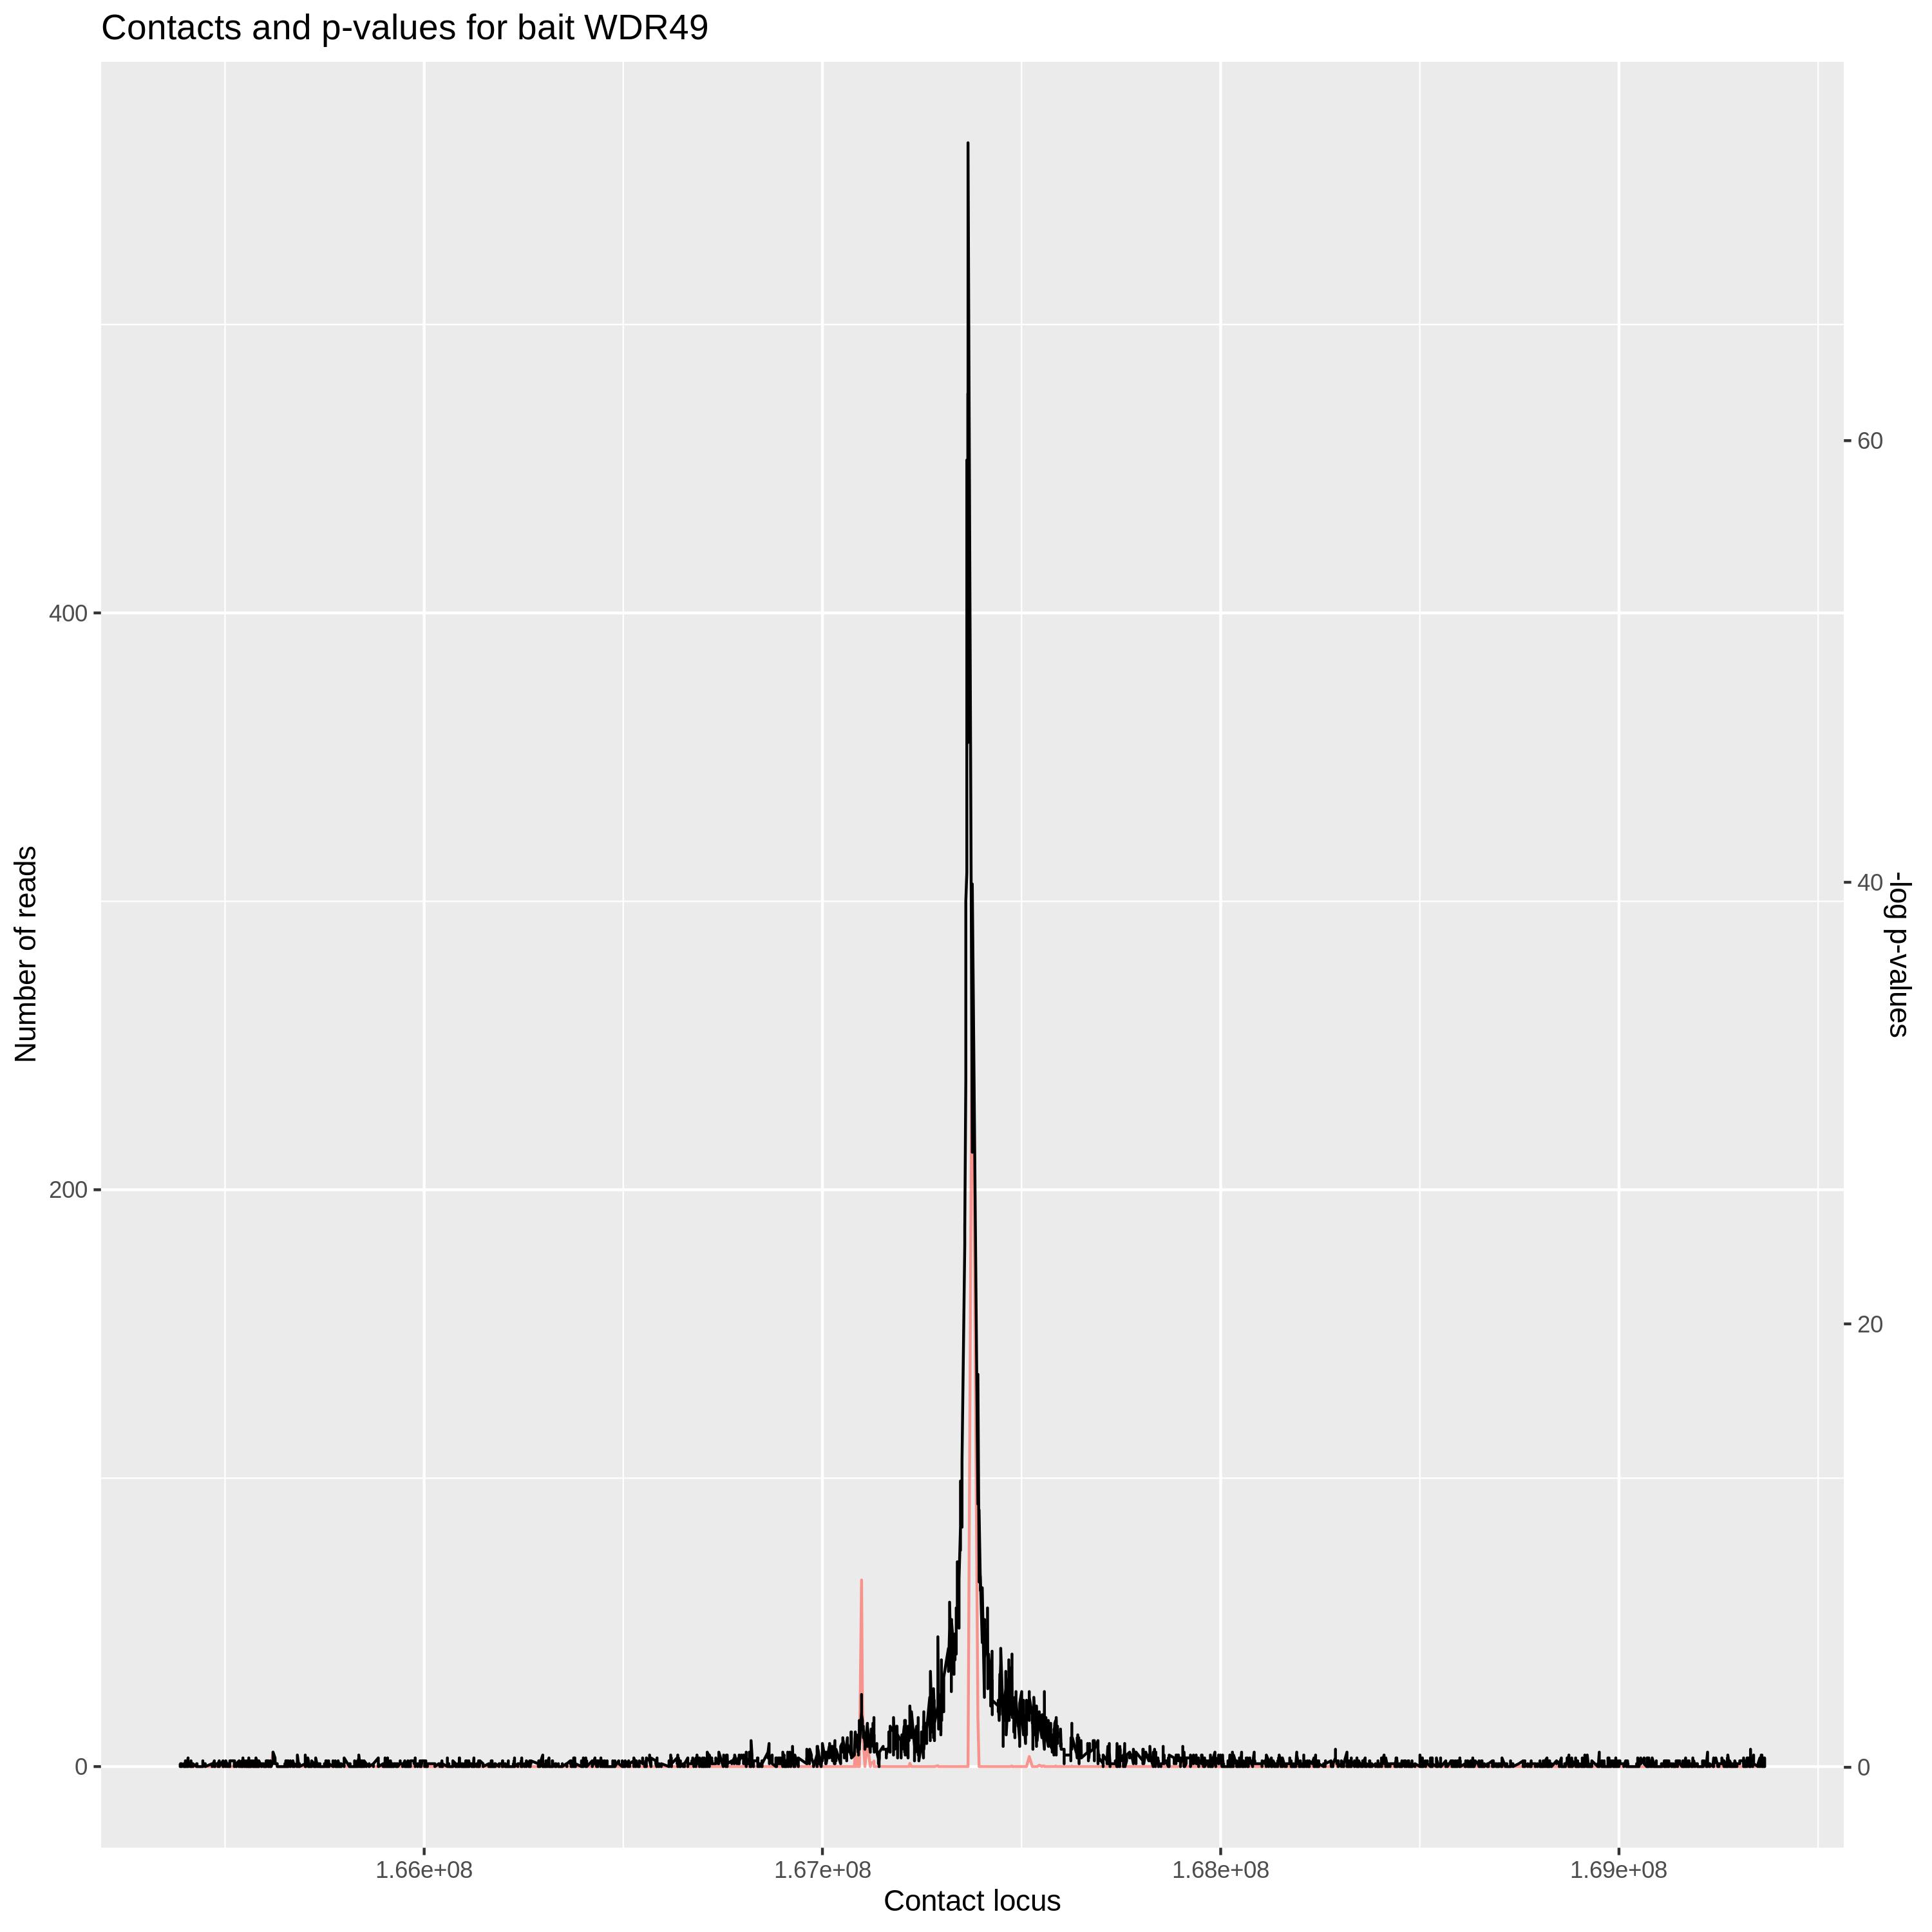 Contacts and p-values for bait WDR49
Number of reads
400
200
0
60
40
20
0
-log p-values
1.66e+08
1.67e+08
1.68e+08
1.69e+08
Contact locus